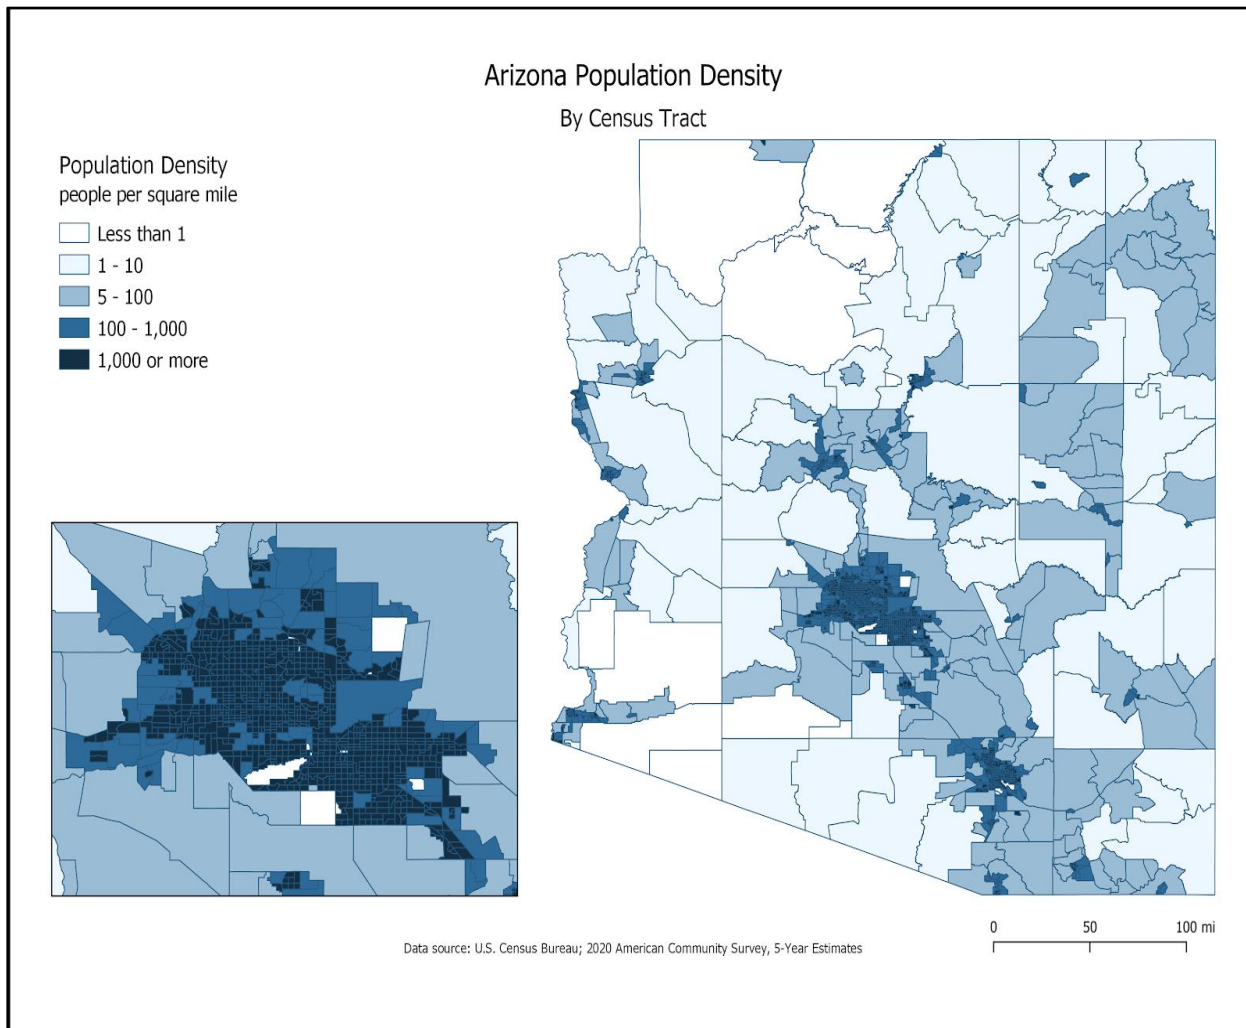 Arizona Population Density
By Census Tract
Population Density
people per square mile
Less than 1
1 - 10
5 - 100
100 - 1,000
1,000 or more
0 50 100 mi
Data source: U.S. Census Bureau; 2020 American Community Survey, 5-Year Estimates